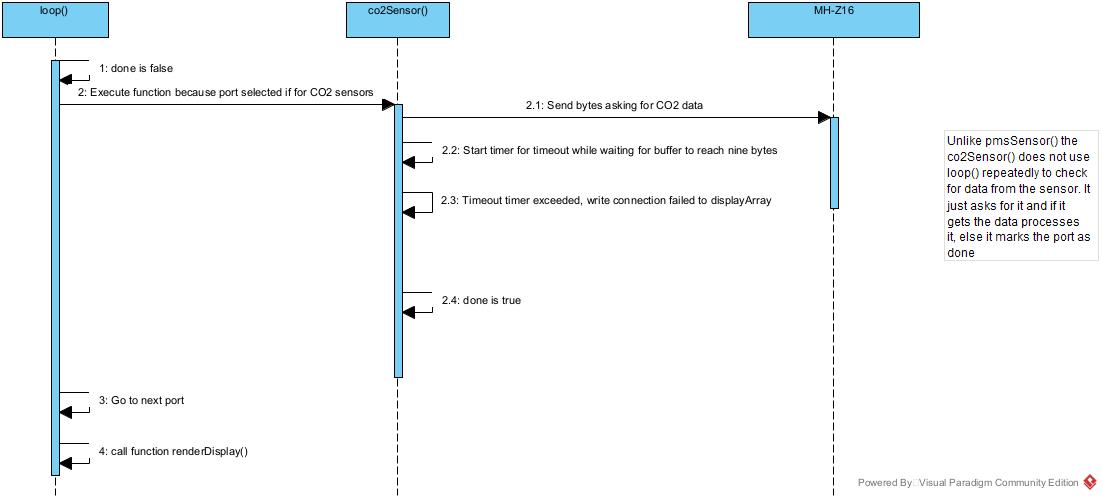 loop()
co2Sensor()
MH-Z16
1: done is false
2: Execute function because port selected if for CO2 sensors
2.1: Send bytes asking for CO2 data
2.2: Start timer for timeout while waiting for buffer to reach nine bytes
2.3: Timeout timer exceeded, write connection failed to displayArray
2.4: done is true
3: Go to next port
4: call function renderDisplay()
Unlike pmsSensor() the
co2Sensor() does not use
loop() repeatedly to check
for data from the sensor. It
just asks for it and if it
gets the data processes
it, else it marks the port as
done
Powered By Visual Paradigm Community Edition